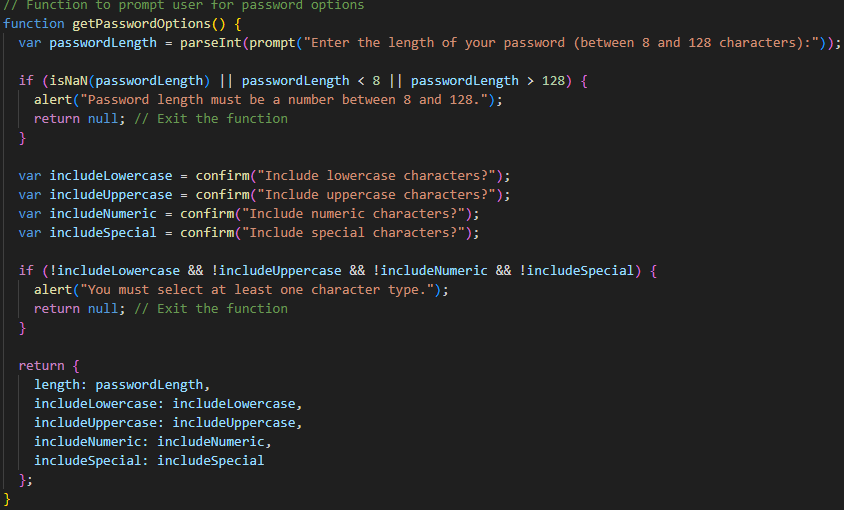 // Function to prompt user for password options
function getPasswordOptions() {
  var passwordLength = parseInt(prompt("Enter the length of your password (between 8 and 128 characters):"));

  if (isNaN(passwordLength) || passwordLength < 8 || passwordLength > 128) {
    alert("Password length must be a number between 8 and 128.");
    return null; // Exit the function
  }

  var includeLowercase = confirm("Include lowercase characters?");
  var includeUppercase = confirm("Include uppercase characters?");
  var includeNumeric = confirm("Include numeric characters?");
  var includeSpecial = confirm("Include special characters?");

  if (!includeLowercase && !includeUppercase && !includeNumeric && !includeSpecial) {
    alert("You must select at least one character type.");
    return null; // Exit the function
  }

  return {
    length: passwordLength,
    includeLowercase: includeLowercase,
    includeUppercase: includeUppercase,
    includeNumeric: includeNumeric,
    includeSpecial: includeSpecial
  };
}